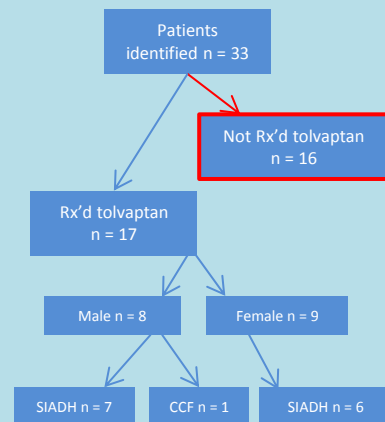 Patients
identified n = 33
Not Rx'd tolvaptan
n = 16
Rx'd tolvaptan
n = 17
Male n = 8
Female n = 9
SIADH n = 7
CCF n = 1
SIADH n = 6